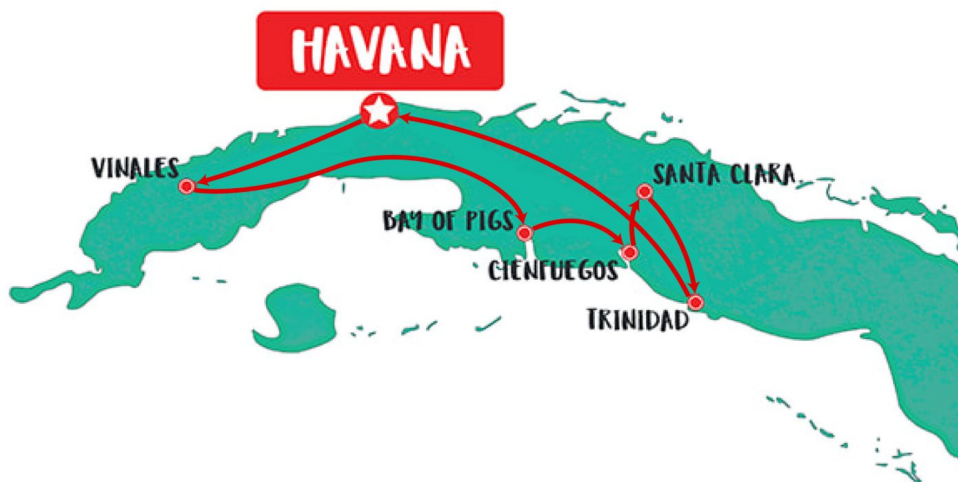 HAVANA
VINALES
SANTA CLARA
BAY OF PIGS
CIENFUEGOS
TRINIDAD